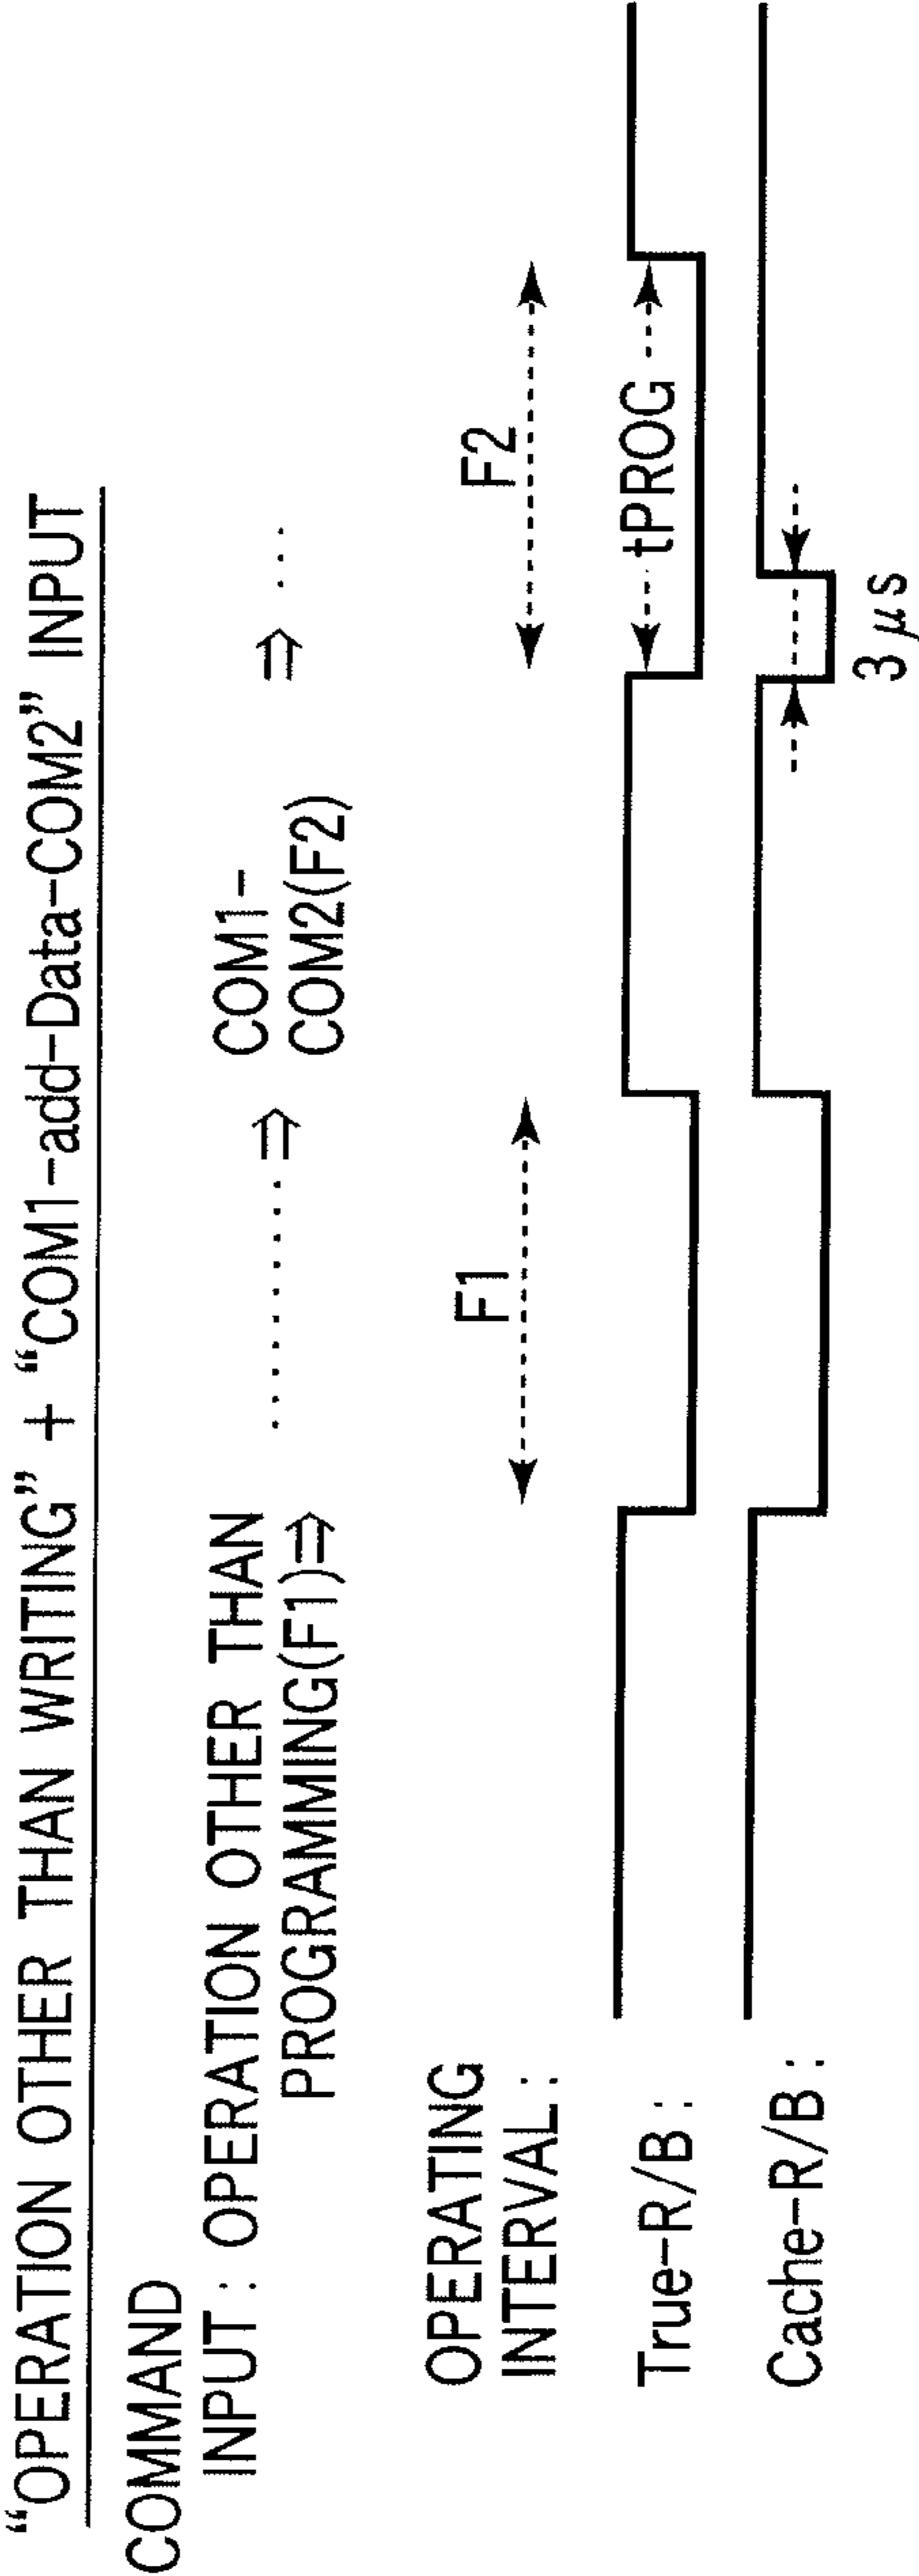 “OPERATION OTHER THAN WRITING” + “COM1-add-Data-COM2” INPUT
COMMAND
INPUT : OPERATION OTHER THAN
PROGRAMMING(F1)⇒ ········ ⇒ COM1-
COM2(F2) ⇒ ···
OPERATING
INTERVAL : F1 F2
True-R/B : tPROG
Cache-R/B :
3 μs